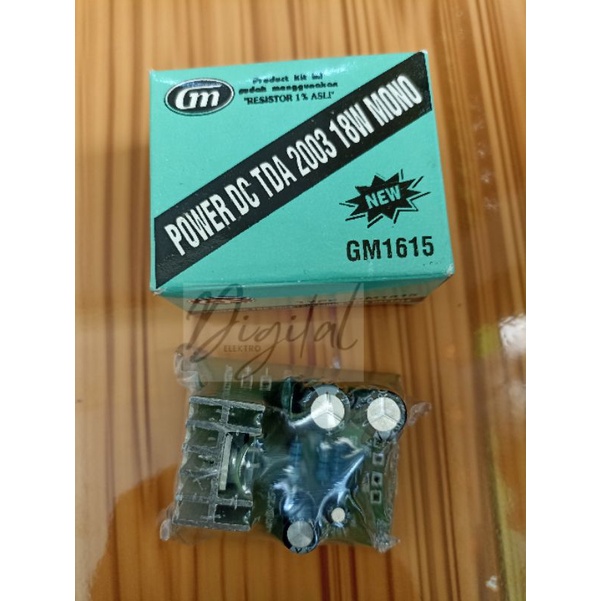 Gm
Product kit ini
sudah menggunakan
"RESISTOR 1% ASLI"
POWER DC TDA 2003 18W MONO
NEW
GM1615
Digital
ELEKTRO